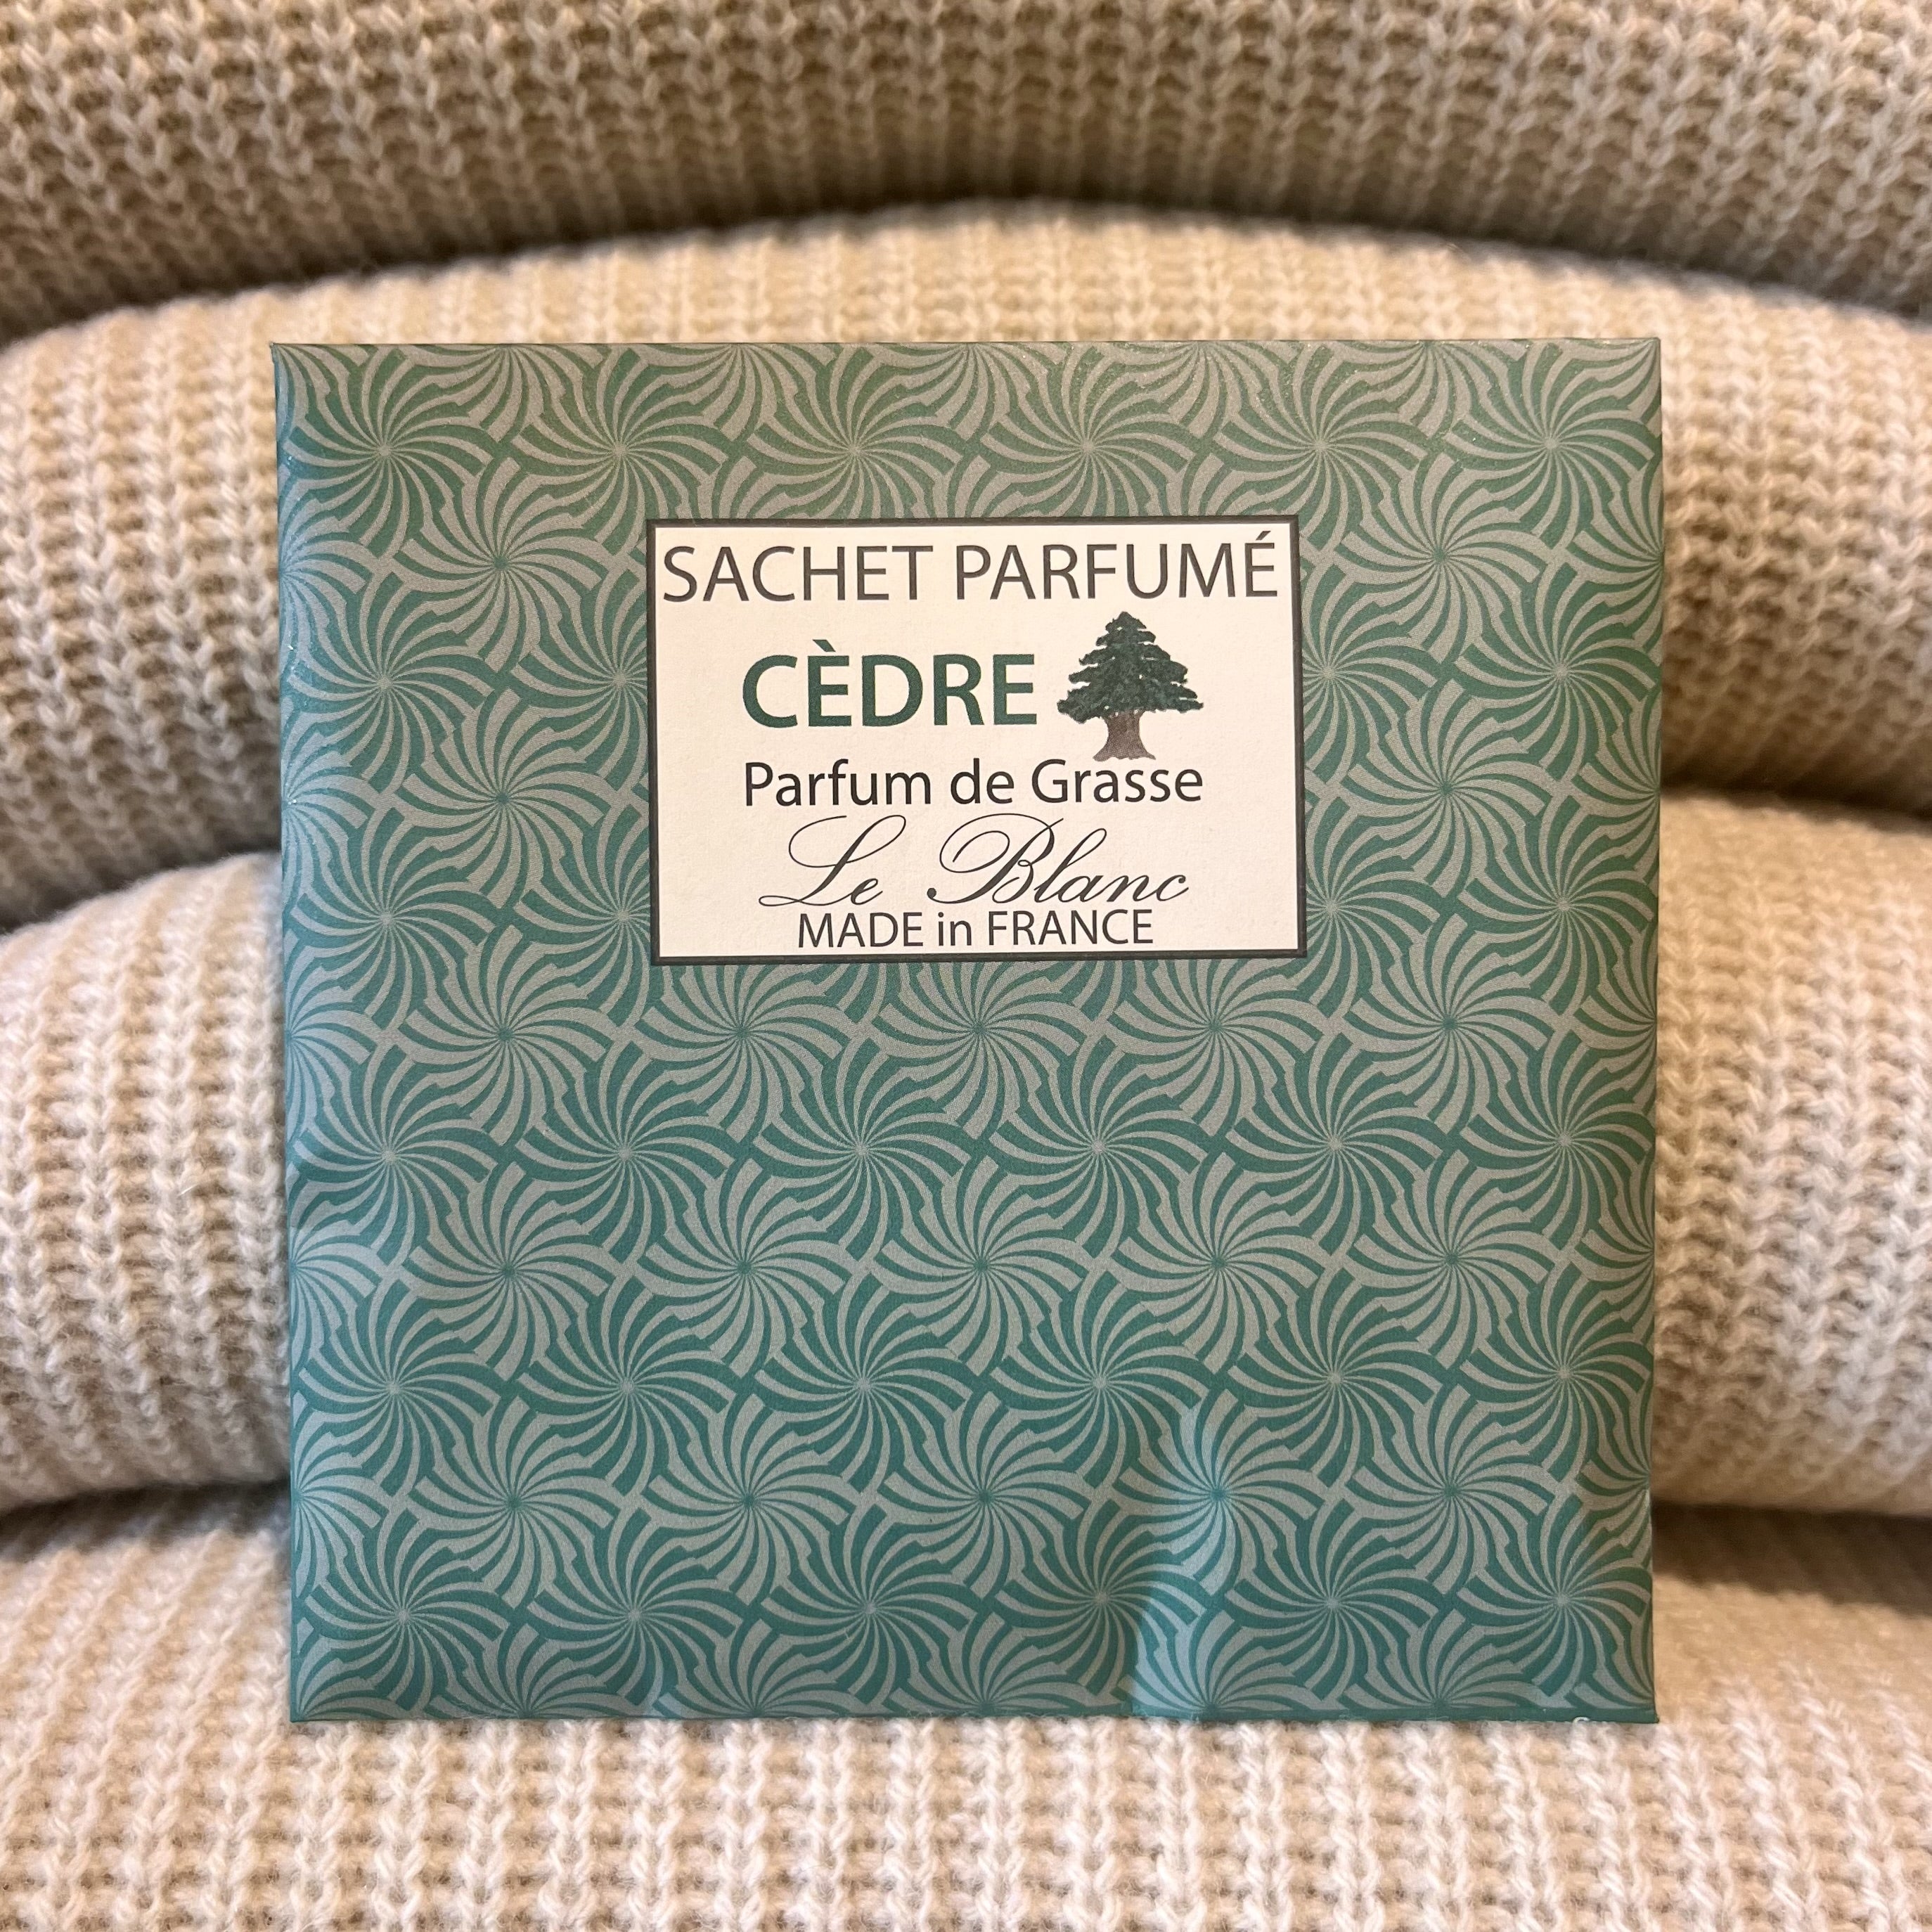 SACHET PARFUMÉ
CÈDRE
Parfum de Grasse
Le Blanc
MADE in FRANCE